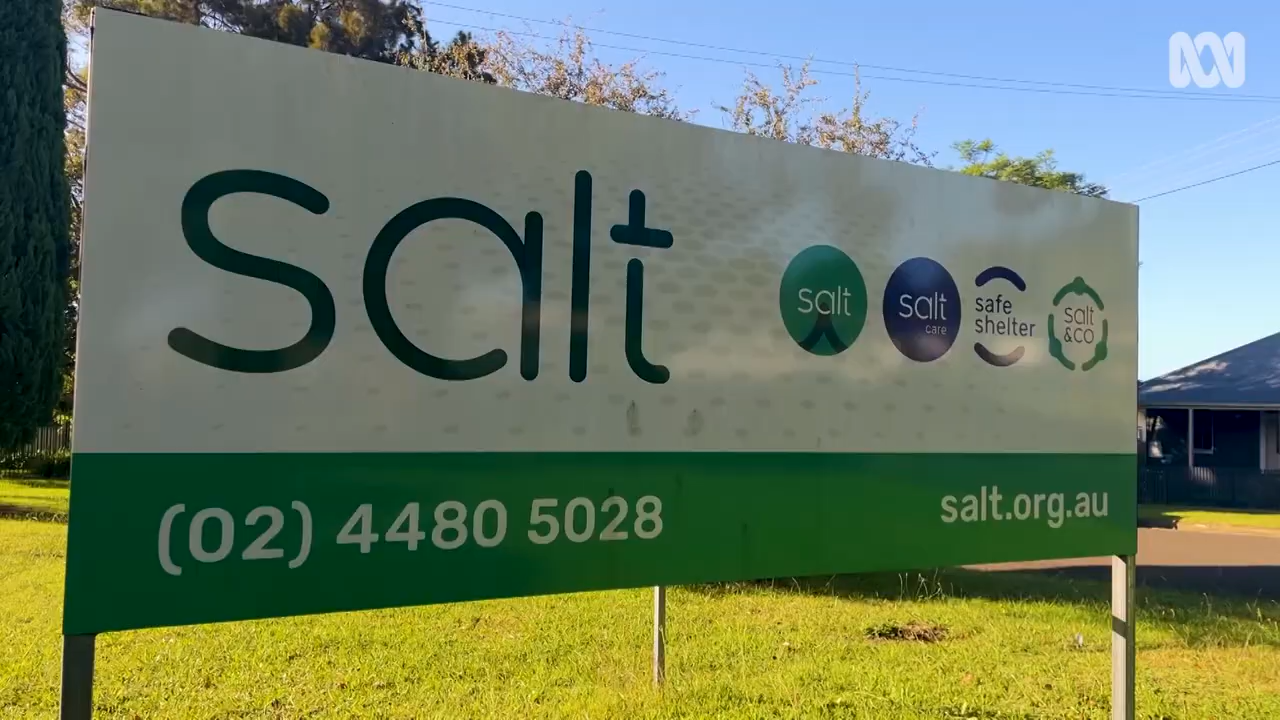 salt
salt
salt
care
safe
shelter
salt
&co
(02) 4480 5028
salt.org.au